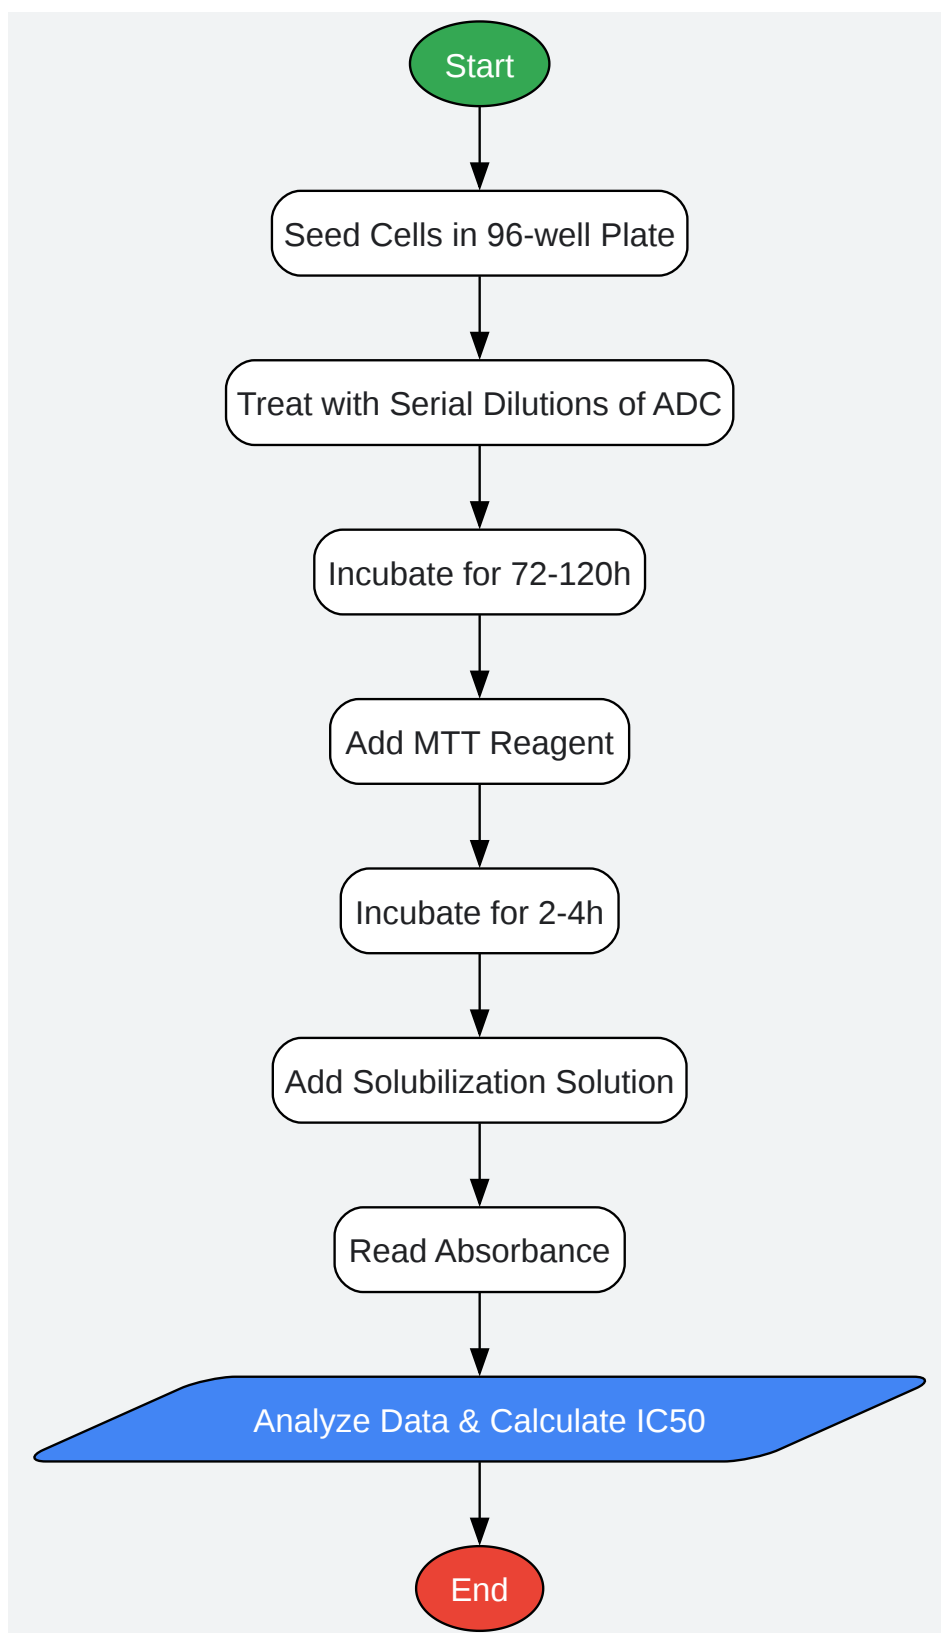 Start
Seed Cells in 96-well Plate
Treat with Serial Dilutions of ADC
Incubate for 72-120h
Add MTT Reagent
Incubate for 2-4h
Add Solubilization Solution
Read Absorbance
Analyze Data & Calculate IC50
End